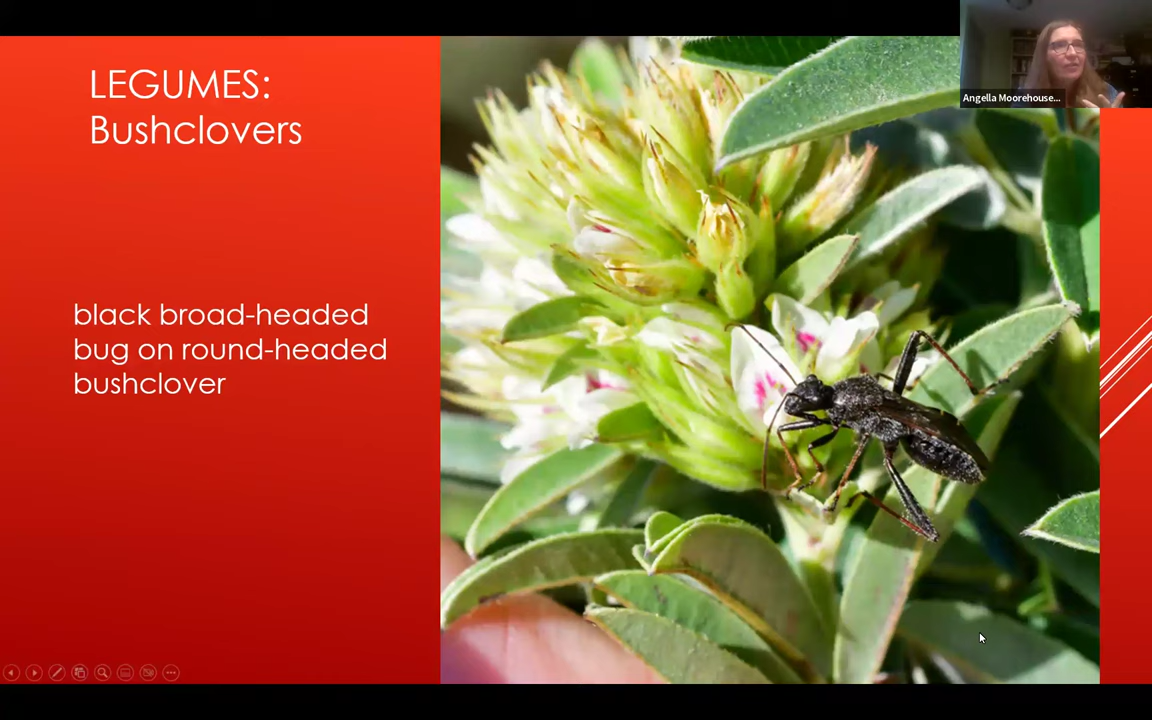 LEGUMES:
Bushclovers
Angella Moorehouse...
black broad-headed
bug on round-headed
bushclover